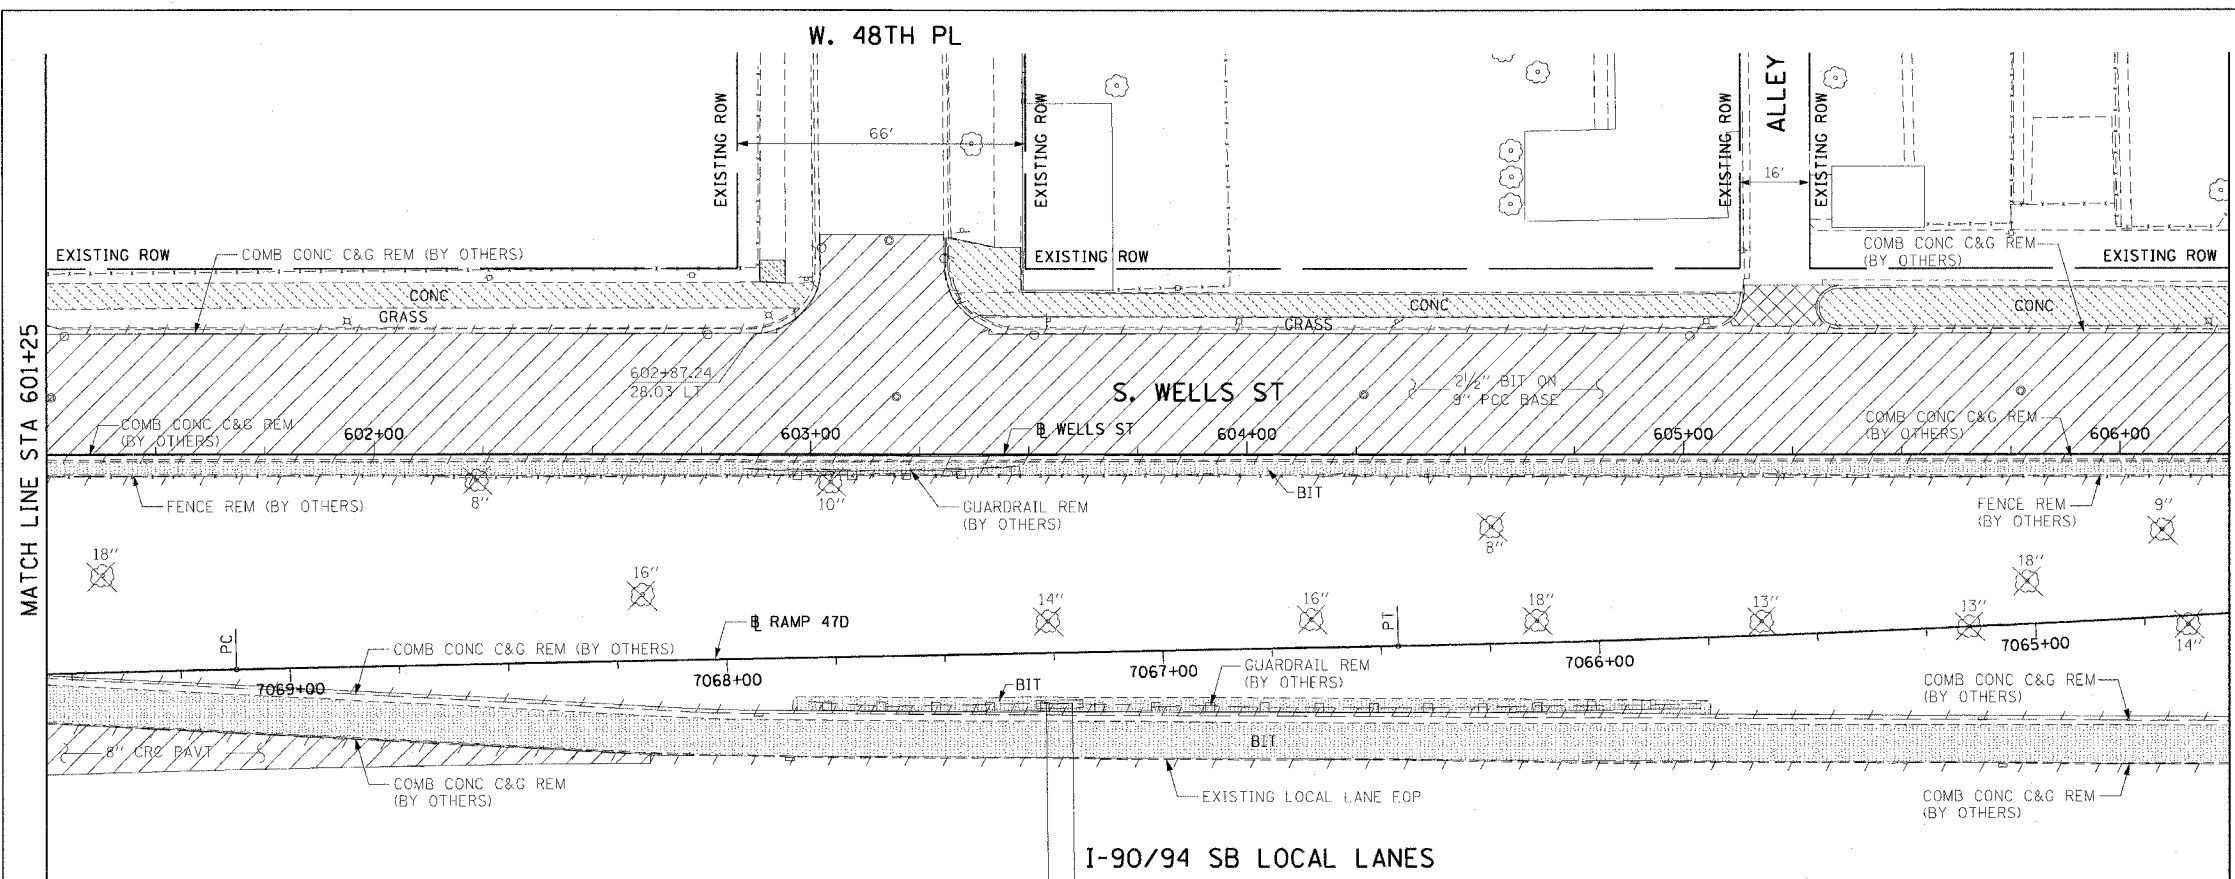 W. 48TH PL
ALLEY
EXISTING ROW
66'
EXISTING ROW
EXISTING ROW
16'
EXISTING ROW
EXISTING ROW
COMB CONC C&G REM (BY OTHERS)
EXISTING ROW
COMB CONC C&G REM
(BY OTHERS)
EXISTING ROW
CONC
GRASS
CONC
GRASS
CONC
MATCH LINE STA 601+25
602+87.24
28.03 LT
S. WELLS ST
2½" BIT ON
9" PCC BASE
COMB CONC C&G REM
(BY OTHERS)
602+00
603+00
℄ WELLS ST
604+00
605+00
COMB CONC C&G REM
(BY OTHERS)
606+00
FENCE REM (BY OTHERS)
8"
10"
GUARDRAIL REM
(BY OTHERS)
BIT
FENCE REM
(BY OTHERS)
9"
18"
16"
8"
18"
14"
16"
18"
13"
13"
14"
PC
COMB CONC C&G REM (BY OTHERS)
℄ RAMP 47D
PT
7069+00
7068+00
7067+00
7066+00
7065+00
BIT
GUARDRAIL REM
(BY OTHERS)
COMB CONC C&G REM
(BY OTHERS)
8" CRC PAVT
BIT
COMB CONC C&G REM
(BY OTHERS)
EXISTING LOCAL LANE EOP
COMB CONC C&G REM
(BY OTHERS)
I-90/94 SB LOCAL LANES